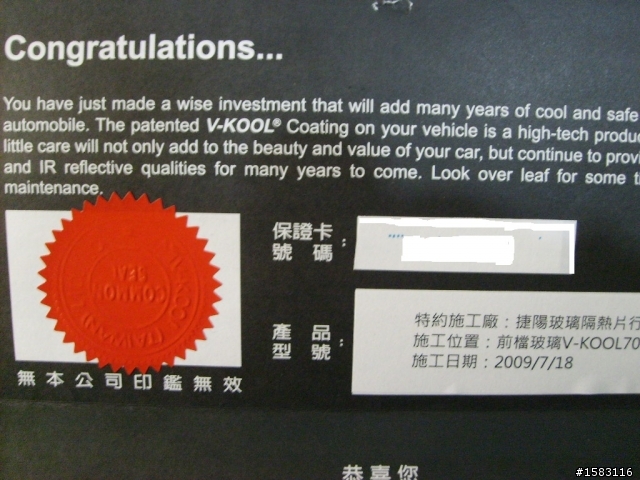 Congratulations...
You have just made a wise investment that will add many years of cool and safe
automobile. The patented V-KOOL® Coating on your vehicle is a high-tech
little care will not only add to the beauty and value of your car, but continue to
and IR reflective qualities for many years to come. Look over leaf for some
maintenance.
保證卡
號碼：
COMMON
SEAL
產品
型號：
特約施工廠：捷陽玻璃隔熱片行
施工位置：前檔玻璃V-KOOL70
施工日期：2009/7/18
無本公司印鑑無效
恭喜您
#1583116